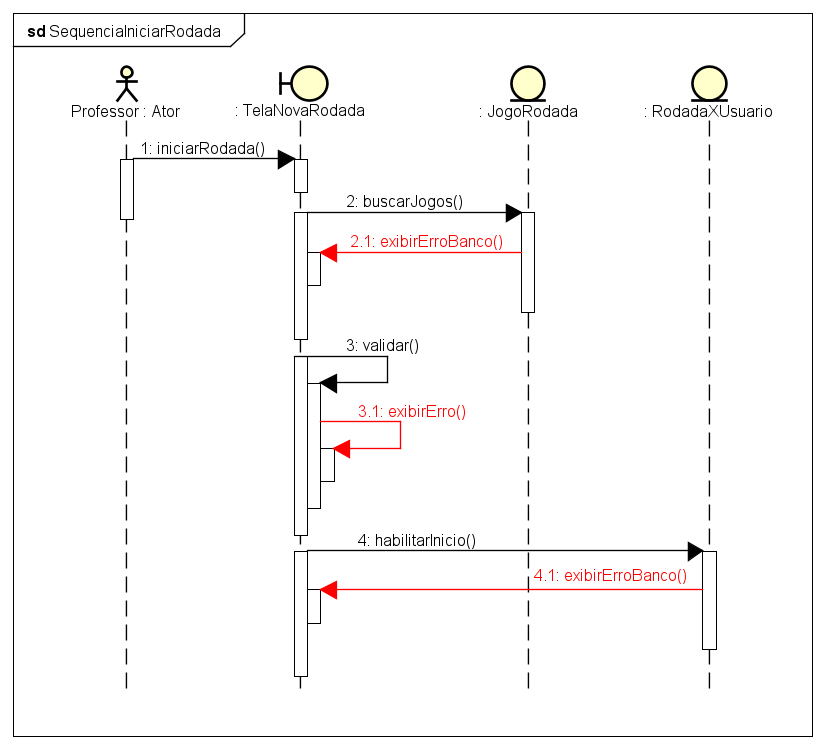 sd SequenciaIniciarRodada
Professor : Ator
: TelaNovaRodada
: JogoRodada
: RodadaXUsuario
1: iniciarRodada()
2: buscarJogos()
2.1: exibirErroBanco()
3: validar()
3.1: exibirErro()
4: habilitarInicio()
4.1: exibirErroBanco()